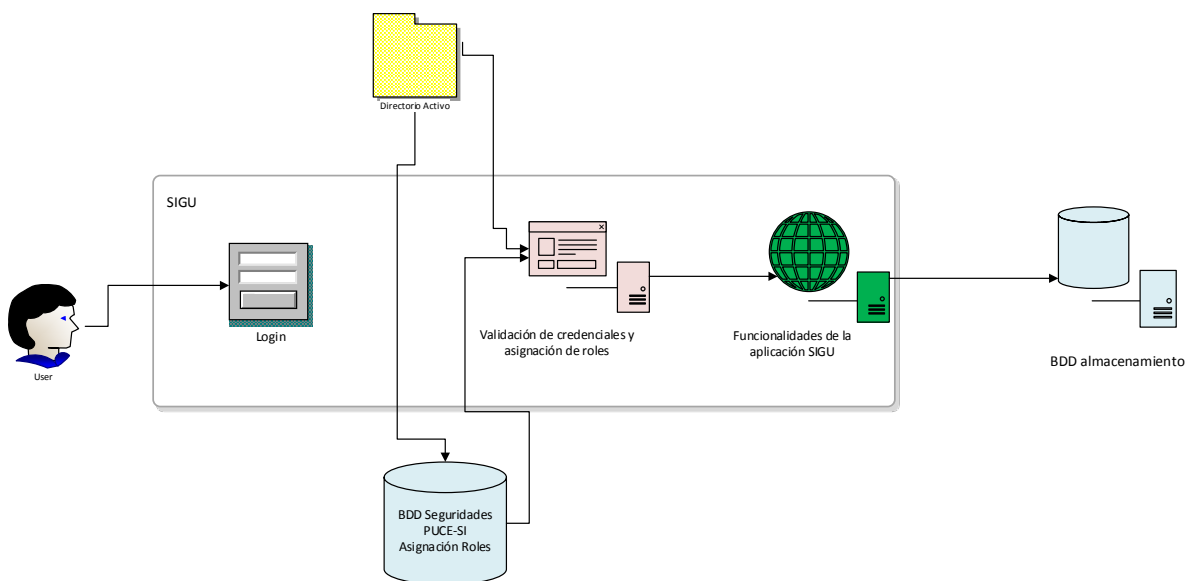 Directorio Activo
SIGU
Login
User
Validación de credenciales y
asignación de roles
Funcionalidades de la
aplicación SIGU
BDD almacenamiento
BDD Seguridades
PUCE-SI
Asignación Roles